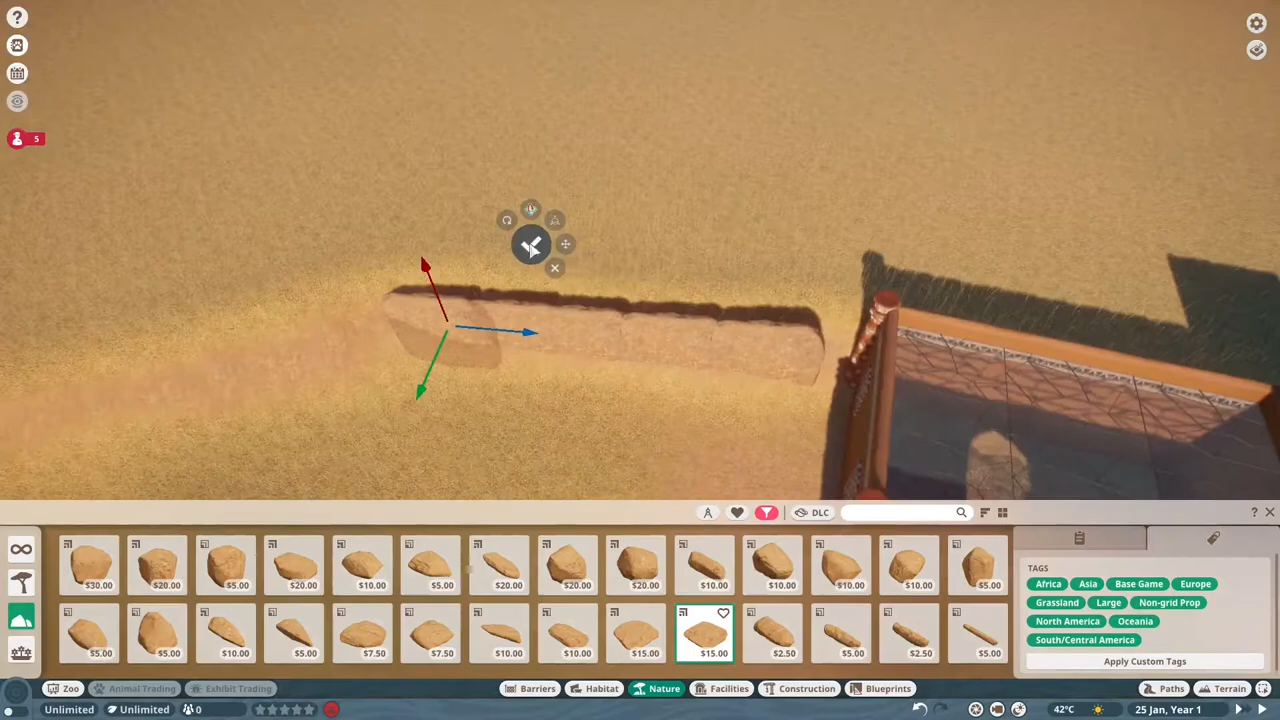 ?
5
DLC
? ×
$30.00 $20.00 $5.00 $20.00 $10.00 $5.00 $20.00 $20.00 $20.00 $10.00 $10.00 $10.00 $10.00 $5.00
$5.00 $5.00 $10.00 $5.00 $7.50 $7.50 $10.00 $10.00 $15.00 $15.00 $2.50 $5.00 $2.50 $5.00
TAGS
Africa Asia Base Game Europe
Grassland Large Non-grid Prop
North America Oceania
South/Central America
Apply Custom Tags
Zoo Animal Trading Exhibit Trading Barriers Habitat Nature Facilities Construction Blueprints Paths Terrain
Unlimited Unlimited 0 42°C 25 Jan, Year 1